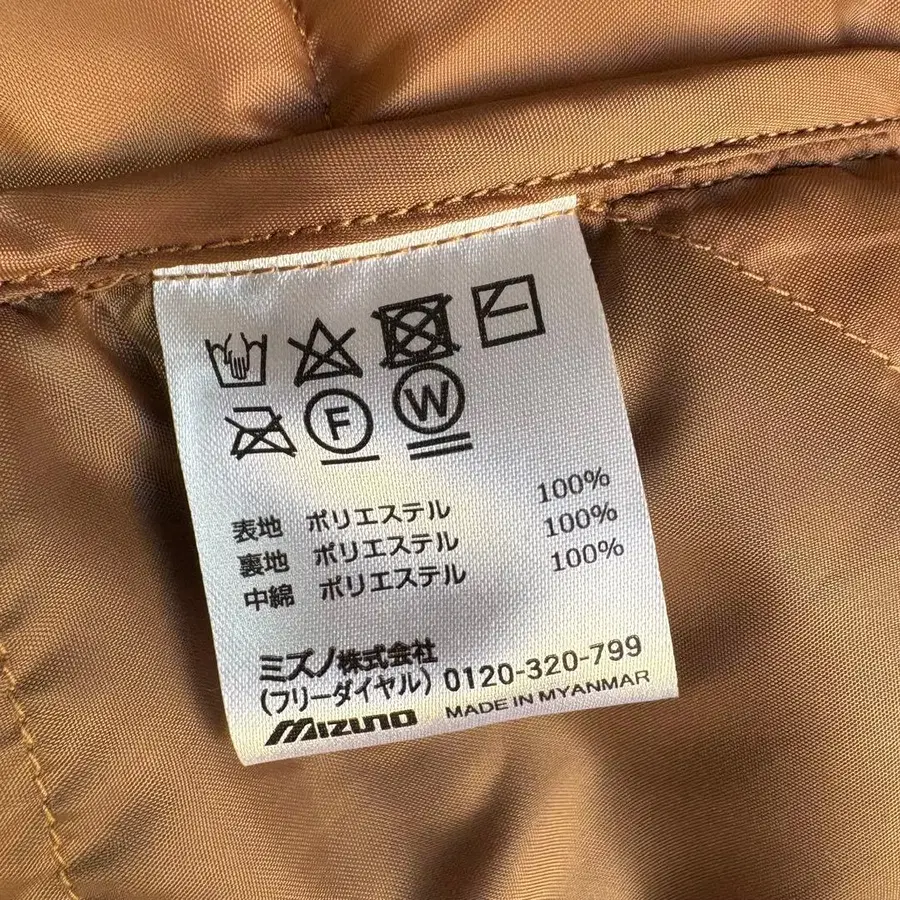 F W
表地 ポリエステル 100%
裏地 ポリエステル 100%
中綿 ポリエステル 100%
ミズノ株式会社
(フリーダイヤル) 0120-320-799
MIZUNO MADE IN MYANMAR